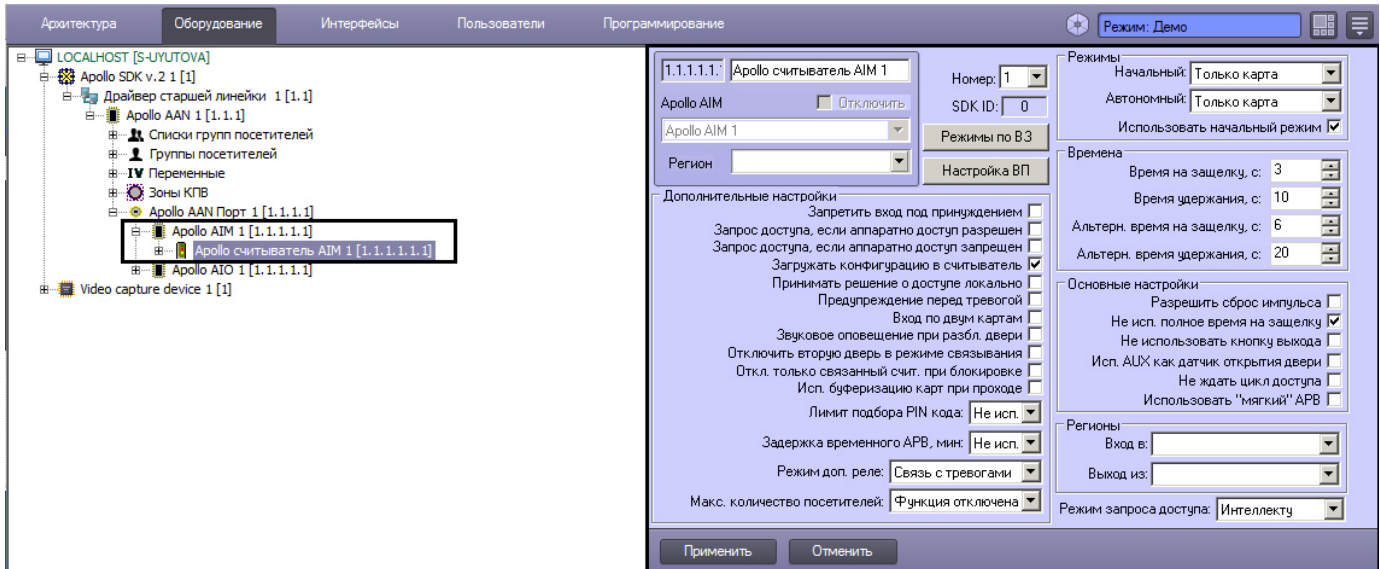 Архитектура Оборудование Интерфейсы Пользователи Программирование Режим: Демо
LOCALHOST [S-UYUTOVA]
Apollo SDK v.2 1 [1]
Драйвер старшей линейки 1 [1.1]
Apollo AAN 1 [1.1.1]
Списки групп посетителей
Группы посетителей
IV Переменные
Зоны КПВ
Apollo AAN Порт 1 [1.1.1.1]
Apollo AIM 1 [1.1.1.1.1]
Apollo считыватель AIM 1 [1.1.1.1.1.1]
Apollo AIO 1 [1.1.1.1.1]
Video capture device 1 [1]
1.1.1.1.1. Apollo считыватель AIM 1
Номер: 1
Apollo AIM Отключить
SDK ID: 0
Apollo AIM 1
Режимы по ВЗ
Регион
Настройка ВП
Дополнительные настройки
Запретить вход под принуждением
Запрос доступа, если аппаратно доступ разрешен
Запрос доступа, если аппаратно доступ запрещен
Загружать конфигурацию в считыватель
Принимать решение о доступе локально
Предупреждение перед тревогой
Вход по двум картам
Звуковое оповещение при разбл. двери
Отключить вторую дверь в режиме связывания
Откл. только связанный счит. при блокировке
Исп. буферизацию карт при проходе
Лимит подбора PIN кода: Не исп.
Задержка временного APB, мин: Не исп.
Режим доп. реле: Связь с тревогами
Макс. количество посетителей: Функция отключена
Режимы
Начальный: Только карта
Автономный: Только карта
Использовать начальный режим
Времена
Время на защелку, с: 3
Время удержания, с: 10
Альтерн. время на защелку, с: 6
Альтерн. время удержания, с: 20
Основные настройки
Разрешить сброс импульса
Не исп. полное время на защелку
Не использовать кнопку выхода
Исп. AUX как датчик открытия двери
Не ждать цикл доступа
Использовать "мягкий" APB
Регионы
Вход в:
Выход из:
Режим запроса доступа: Интеллекту
Применить Отменить